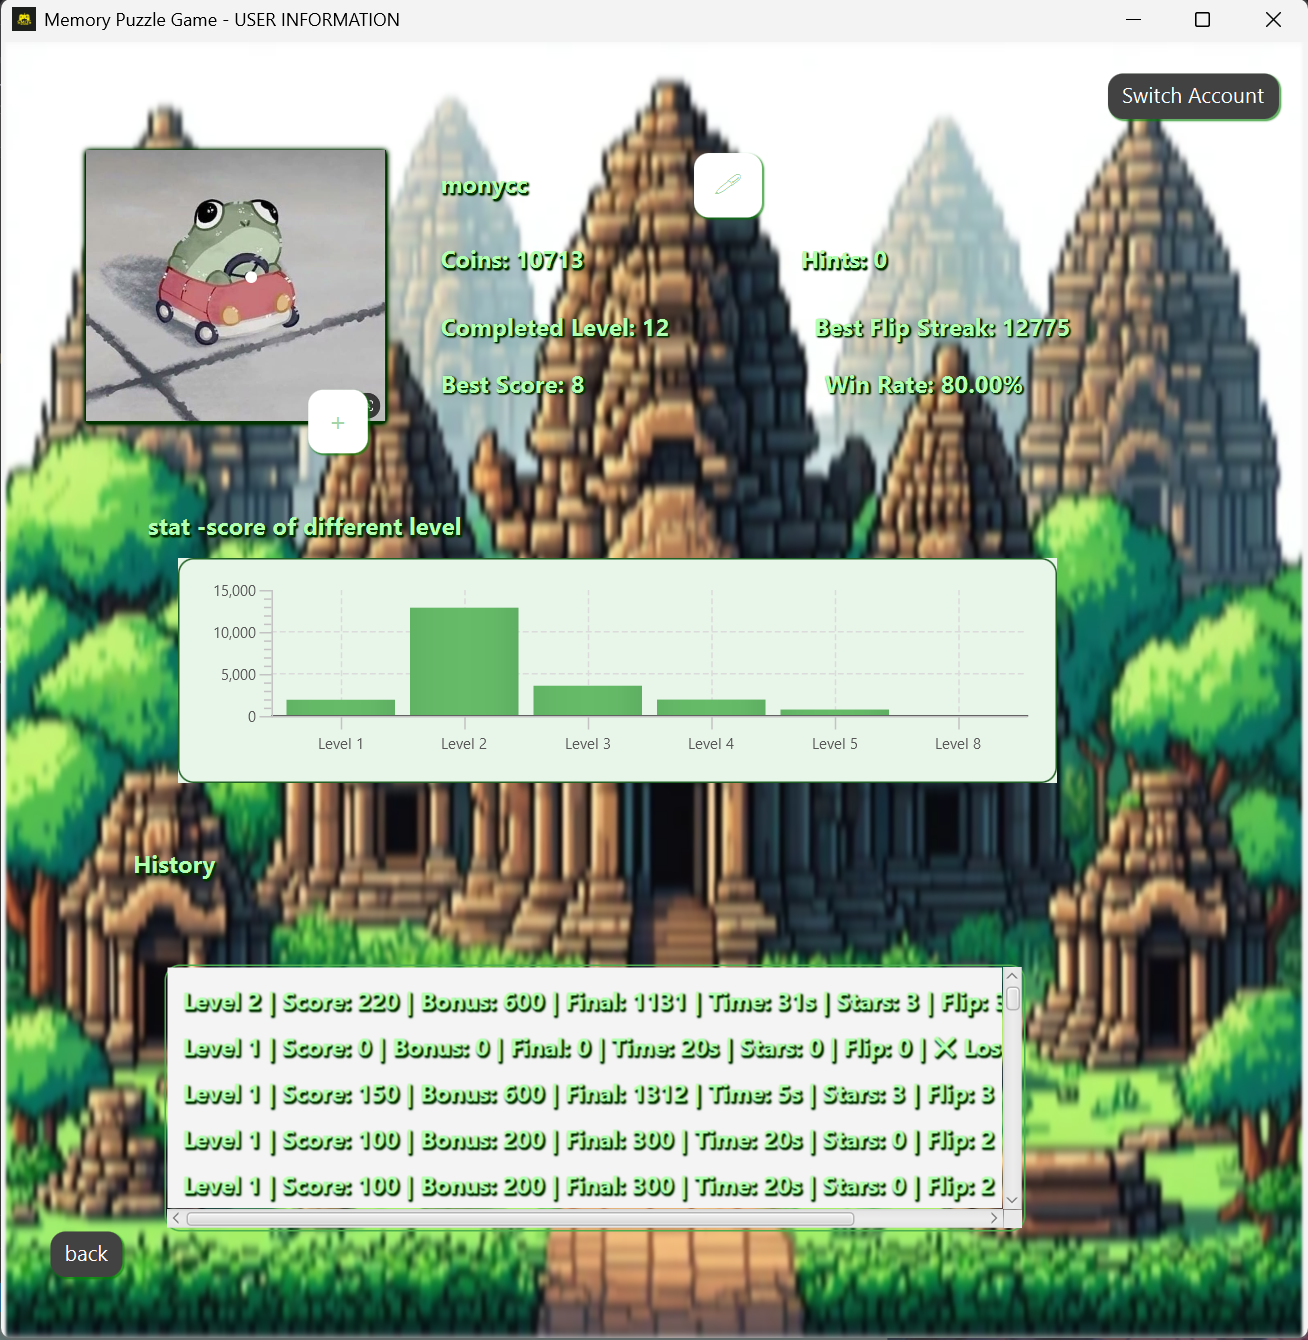 Memory Puzzle Game - USER INFORMATION
Switch Account
monycc
Coins: 10713
Hints: 0
Completed Level: 12
Best Flip Streak: 12775
Best Score: 8
Win Rate: 80.00%
+
stat -score of different level
15,000
10,000
5,000
0
Level 1 Level 2 Level 3 Level 4 Level 5 Level 8
History
Level 2 | Score: 220 | Bonus: 600 | Final: 1131 | Time: 31s | Stars: 3 | Flip:
Level 1 | Score: 0 | Bonus: 0 | Final: 0 | Time: 20s | Stars: 0 | Flip: 0 | ✕ Los
Level 1 | Score: 150 | Bonus: 600 | Final: 1312 | Time: 5s | Stars: 3 | Flip: 3
Level 1 | Score: 100 | Bonus: 200 | Final: 300 | Time: 20s | Stars: 0 | Flip: 2
Level 1 | Score: 100 | Bonus: 200 | Final: 300 | Time: 20s | Stars: 0 | Flip: 2
back